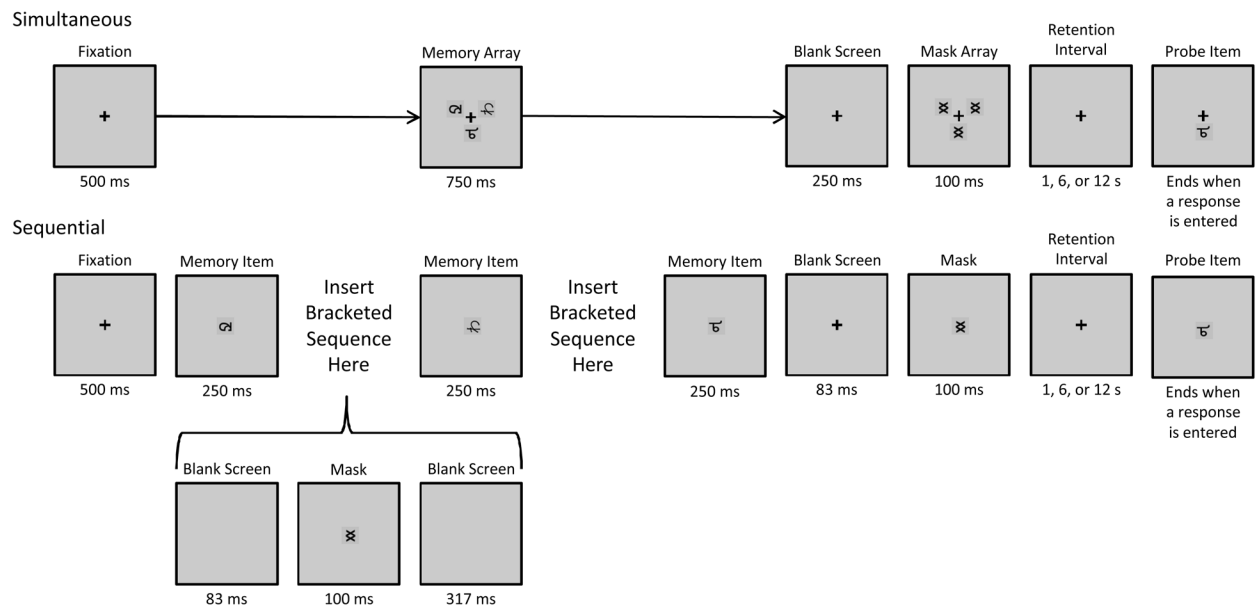 Simultaneous
Fixation
Memory Array
Blank Screen
Mask Array
Retention
Interval
Probe Item
500 ms
750 ms
250 ms
100 ms
1, 6, or 12 s
Ends when
a response
is entered
Sequential
Fixation
Memory Item
Insert
Bracketed
Sequence
Here
Memory Item
Insert
Bracketed
Sequence
Here
Memory Item
Blank Screen
Mask
Retention
Interval
Probe Item
500 ms
250 ms
250 ms
250 ms
83 ms
100 ms
1, 6, or 12 s
Ends when
a response
is entered
Blank Screen
Mask
Blank Screen
83 ms
100 ms
317 ms